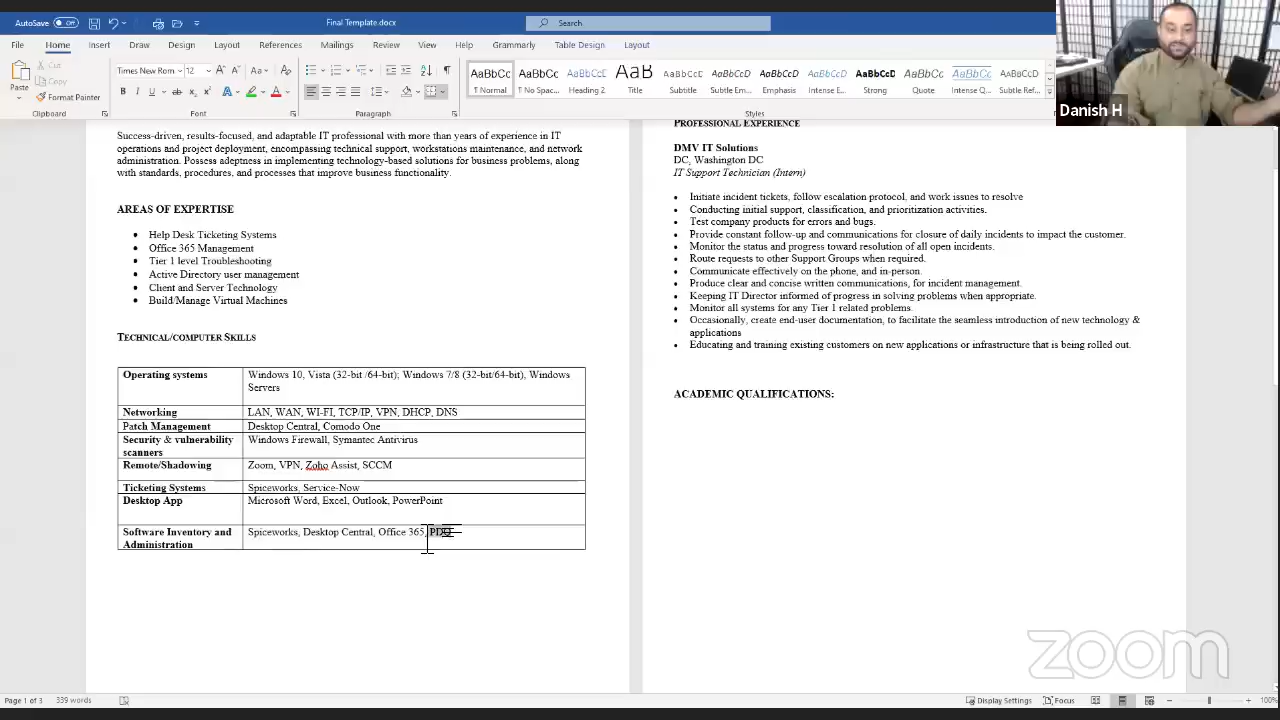 AutoSave Off
Final Template.docx
Search
File Home Insert Draw Design Layout References Mailings Review View Help Grammarly Table Design Layout
Paste
Cut
Copy
Format Painter
Clipboard
Times New Rom 12
Font
Paragraph
AaBbCc AaBbCc AaBbCcD AaB AaBbCcC AaBbCcD AaBbCcD AaBbCcD AaBbCcD AaBbCcD AaBbCcD AaBbCcD
¶ Normal ¶ No Spac... Heading 2 Title Subtitle Subtle Em... Emphasis Intense E... Strong Quote Intense Q... Subtle Ref...
Styles
Danish H
Success-driven, results-focused, and adaptable IT professional with more than years of experience in IT
operations and project deployment, encompassing technical support, workstations maintenance, and network
administration. Possess adeptness in implementing technology-based solutions for business problems, along
with standards, procedures, and processes that improve business functionality.
AREAS OF EXPERTISE
• Help Desk Ticketing Systems
• Office 365 Management
• Tier 1 level Troubleshooting
• Active Directory user management
• Client and Server Technology
• Build/Manage Virtual Machines
TECHNICAL/COMPUTER SKILLS
Operating systems Windows 10, Vista (32-bit /64-bit); Windows 7/8 (32-bit/64-bit), Windows
Servers
Networking LAN, WAN, WI-FI, TCP/IP, VPN, DHCP, DNS
Patch Management Desktop Central, Comodo One
Security & vulnerability Windows Firewall, Symantec Antivirus
scanners
Remote/Shadowing Zoom, VPN, Zoho Assist, SCCM
Ticketing Systems Spiceworks, Service-Now
Desktop App Microsoft Word, Excel, Outlook, PowerPoint
Software Inventory and Spiceworks, Desktop Central, Office 365,
Administration
PROFESSIONAL EXPERIENCE
DMV IT Solutions
DC, Washington DC
IT Support Technician (Intern)
• Initiate incident tickets, follow escalation protocol, and work issues to resolve
• Conducting initial support, classification, and prioritization activities.
• Test company products for errors and bugs.
• Provide constant follow-up and communications for closure of daily incidents to impact the customer.
• Monitor the status and progress toward resolution of all open incidents.
• Route requests to other Support Groups when required.
• Communicate effectively on the phone, and in-person.
• Produce clear and concise written communications, for incident management.
• Keeping IT Director informed of progress in solving problems when appropriate.
• Monitor all systems for any Tier 1 related problems.
• Occasionally, create end-user documentation, to facilitate the seamless introduction of new technology &
applications
• Educating and training existing customers on new applications or infrastructure that is being rolled out.
ACADEMIC QUALIFICATIONS:
zoom
Page 1 of 3 339 words
Display Settings Focus 100%